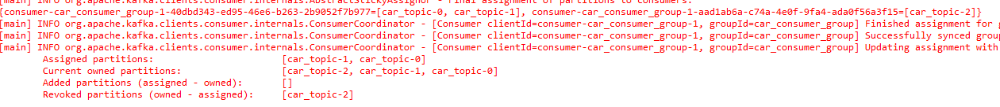 [main] INFO org.apache.kafka.clients.consumer.internals.AbstractStickyAssignor - Final assignment of partitions to consumers:
{consumer-car_consumer_group-1-40dbd343-ed95-46e6-b263-2b9052f7b977=[car_topic-0, car_topic-1], consumer-car_consumer_group-1-aad1ab6a-c74a-4e0f-9fa4-ada0f56a3f15=[car_topic-2]}
[main] INFO org.apache.kafka.clients.consumer.internals.ConsumerCoordinator - [Consumer clientId=consumer-car_consumer_group-1, groupId=car_consumer_group] Finished assignment for
[main] INFO org.apache.kafka.clients.consumer.internals.ConsumerCoordinator - [Consumer clientId=consumer-car_consumer_group-1, groupId=car_consumer_group] Successfully synced grou
[main] INFO org.apache.kafka.clients.consumer.internals.ConsumerCoordinator - [Consumer clientId=consumer-car_consumer_group-1, groupId=car_consumer_group] Updating assignment with
Assigned partitions: [car_topic-1, car_topic-0]
Current owned partitions: [car_topic-2, car_topic-1, car_topic-0]
Added partitions (assigned - owned): []
Revoked partitions (owned - assigned): [car_topic-2]